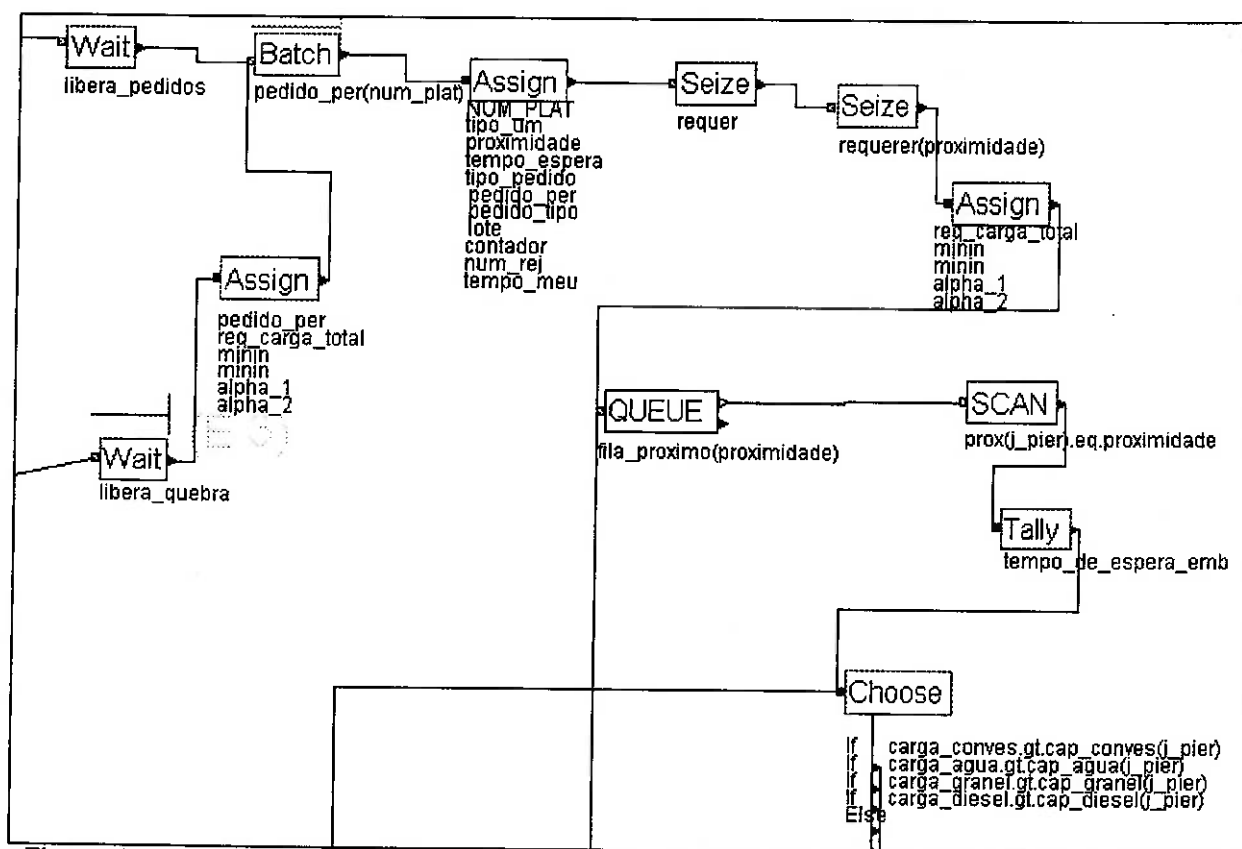 Wait
libera_pedidos
Batch
pedido_per(num_plat)
Assign
NUM_PLAT
tipo_um
proximidade
tempo_espera
tipo_pedido
pedido_per
pedido_tipo
lote
contador
num_rej
tempo_meu
Seize
requer
Seize
requerer(proximidade)
Assign
req_carga_total
minin
minin
alpha_1
alpha_2
Assign
pedido_per
req_carga_total
minin
minin
alpha_1
alpha_2
Wait
libera_quebra
QUEUE
fila_proximo(proximidade)
SCAN
prox(j_pier).eq.proximidade
Tally
tempo_de_espera_emb
Choose
If carga_conves.gt.cap_conves(j_pier)
If carga_agua.gt.cap_agua(j_pier)
If carga_granel.gt.cap_granel(j_pier)
If carga_diesel.gt.cap_diesel(j_pier)
Else